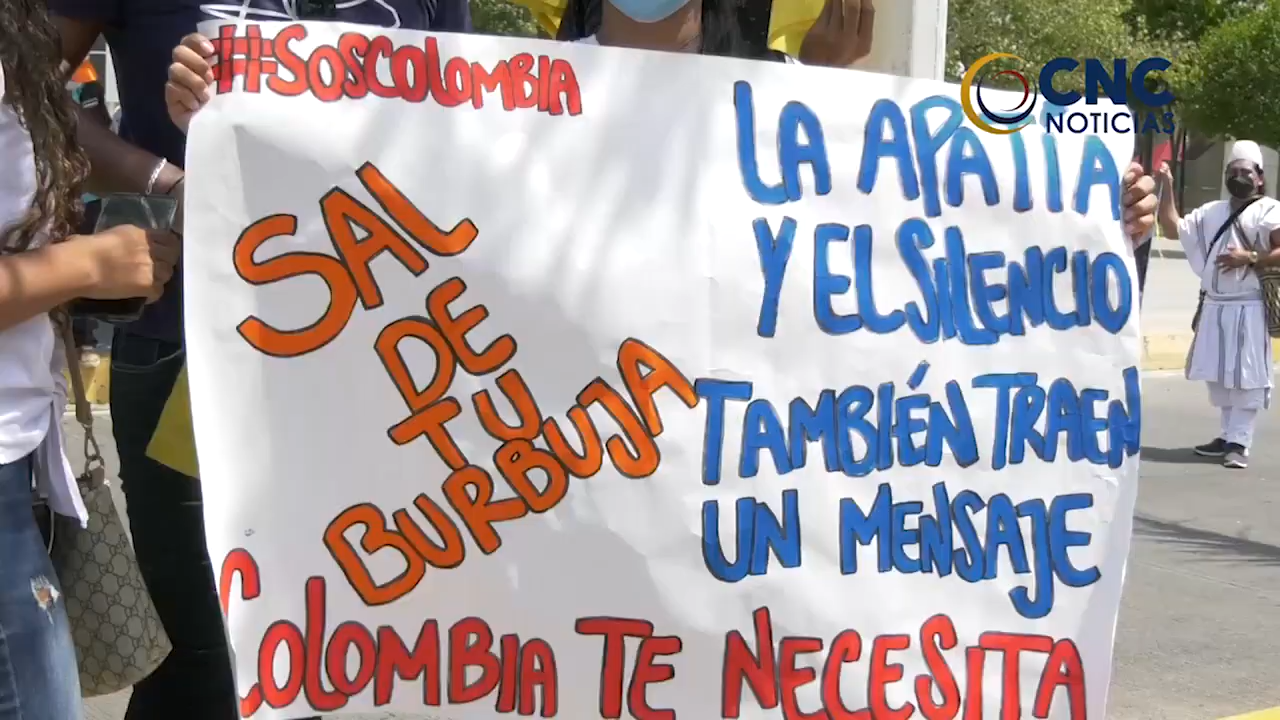 ##SOSCOLOMBIA
SAL
DE
TU
BURBUJA
LA APATÍA
Y EL SILENCIO
TAMBIÉN TRAEN
UN MENSAJE
COLOMBIA TE NECESITA
CNC
NOTICIAS